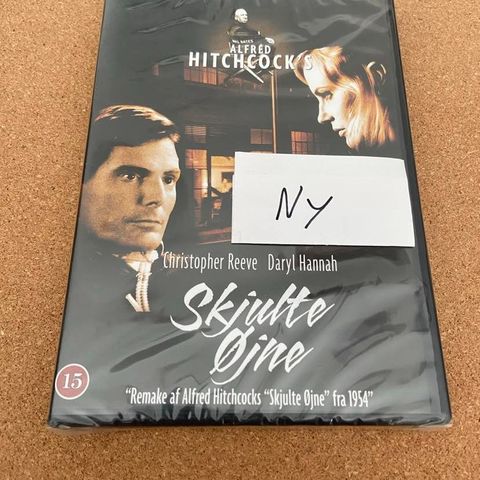 ALFRED
HITCHCOCK'S
NY
Christopher Reeve Daryl Hannah
Skjulte
Øjne
15
"Remake af Alfred Hitchcocks "Skjulte Øjne" fra 1954"